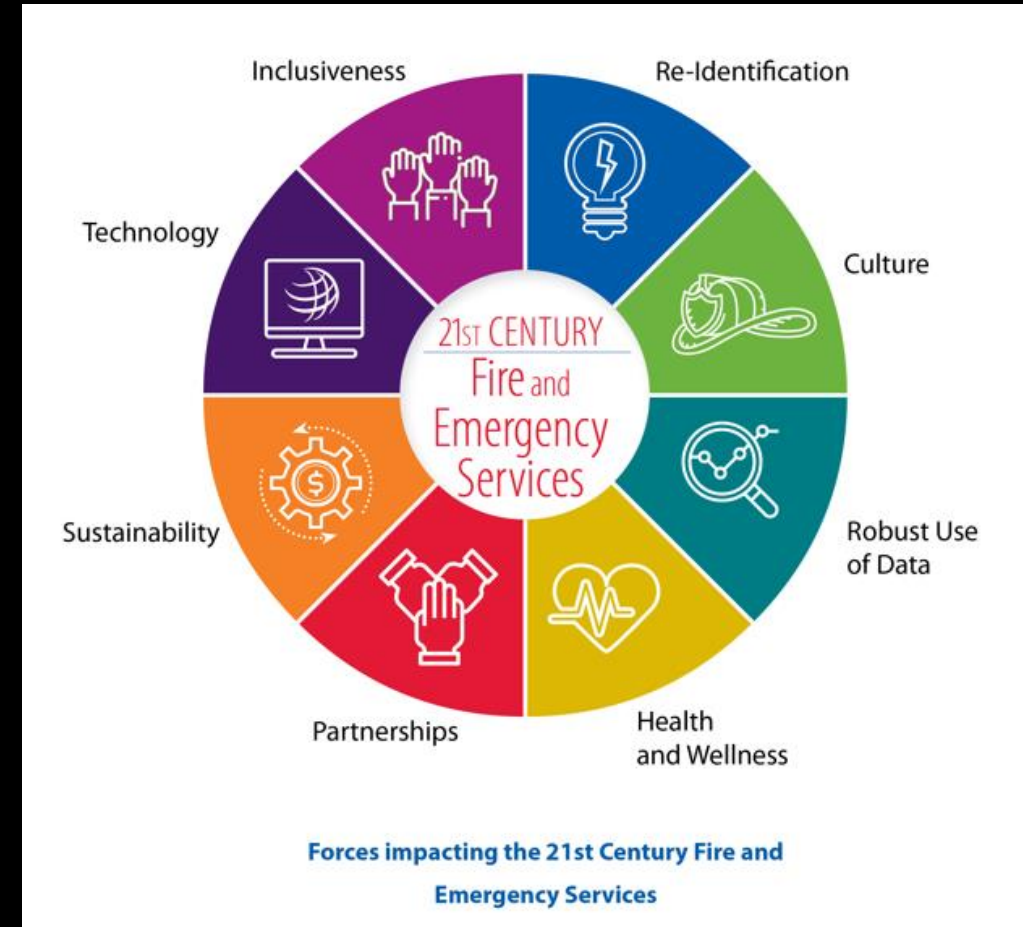 Inclusiveness
Re-Identification
Technology
Culture
21ST CENTURY
Fire and
Emergency
Services
Sustainability
Robust Use
of Data
Partnerships
Health
and Wellness
$
Forces impacting the 21st Century Fire and
Emergency Services